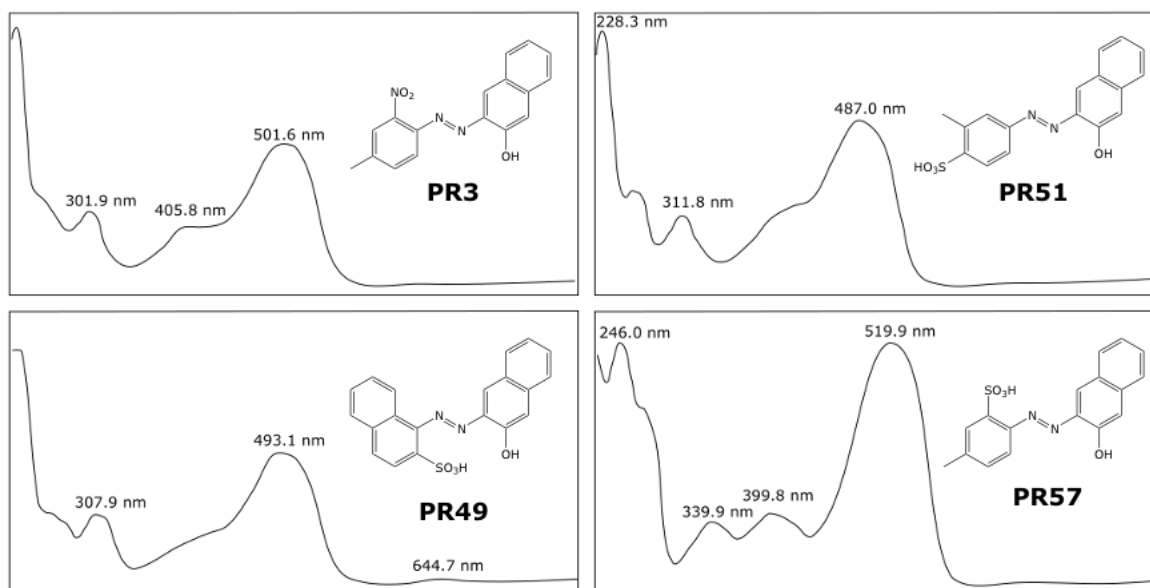 NO₂
N
N
OH
501.6 nm
301.9 nm
405.8 nm
PR3
228.3 nm
487.0 nm
311.8 nm
N
N
HO₃S
OH
PR51
493.1 nm
307.9 nm
644.7 nm
N
N
SO₃H
OH
PR49
246.0 nm
519.9 nm
339.9 nm
399.8 nm
SO₃H
N
N
OH
PR57